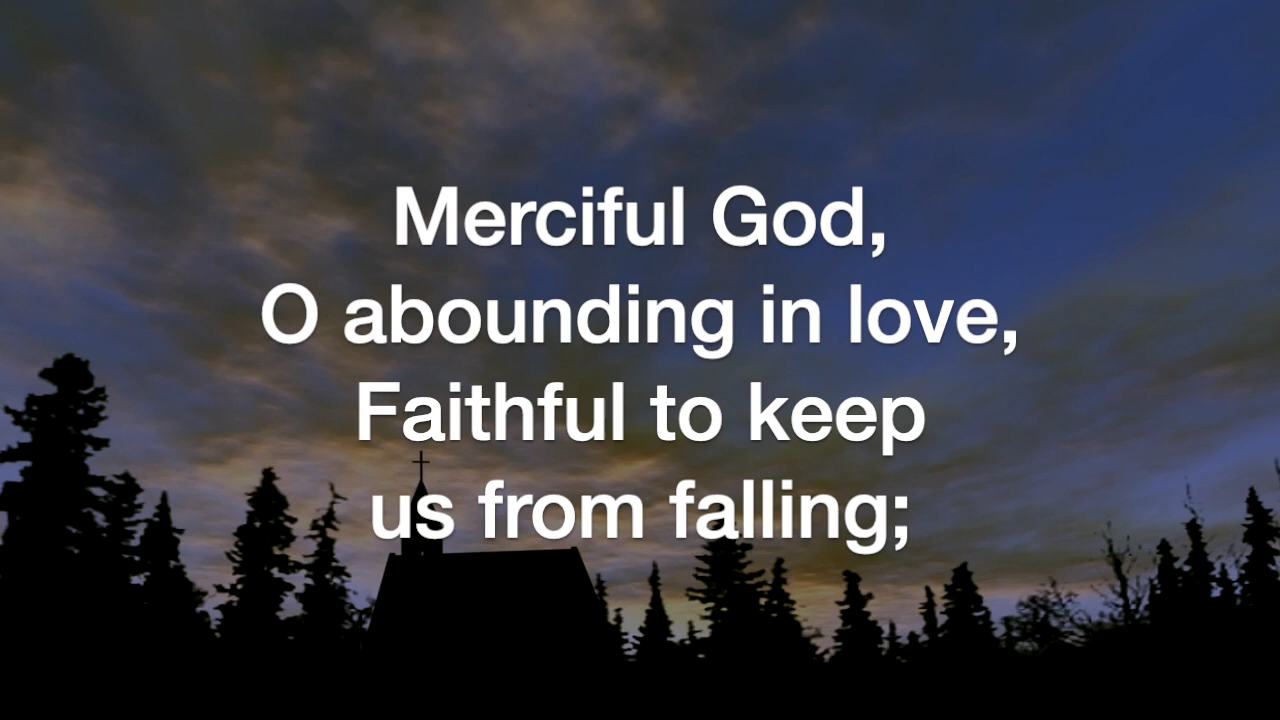 Merciful God,
O abounding in love,
Faithful to keep
us from falling;